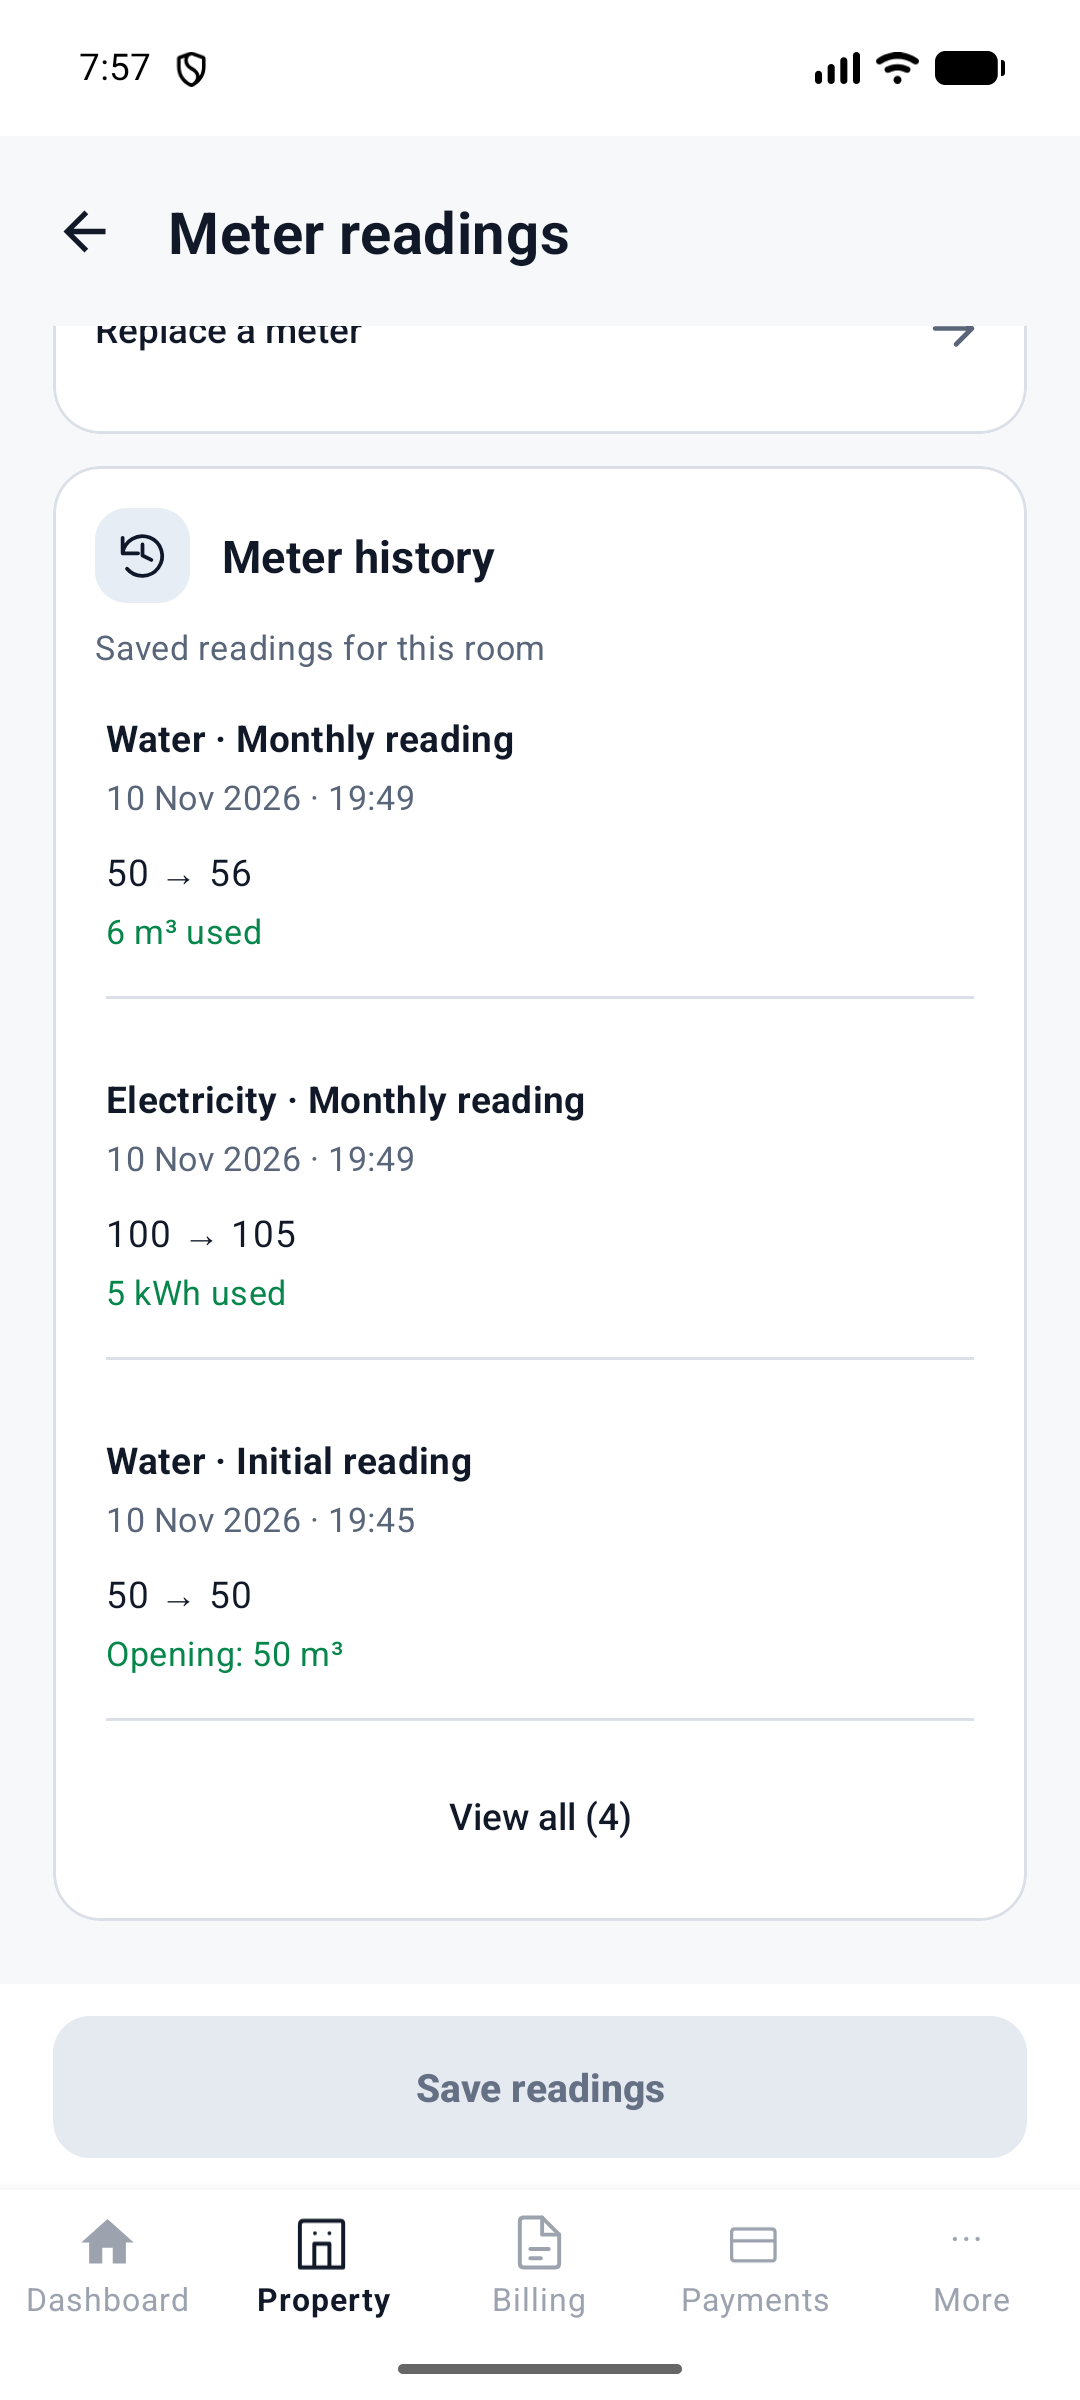 7:57
Meter readings
Replace a meter
Meter history
Saved readings for this room
Water · Monthly reading
10 Nov 2026 · 19:49
50 → 56
6 m³ used
Electricity · Monthly reading
10 Nov 2026 · 19:49
100 → 105
5 kWh used
Water · Initial reading
10 Nov 2026 · 19:45
50 → 50
Opening: 50 m³
View all (4)
Save readings
Dashboard
Property
Billing
Payments
More